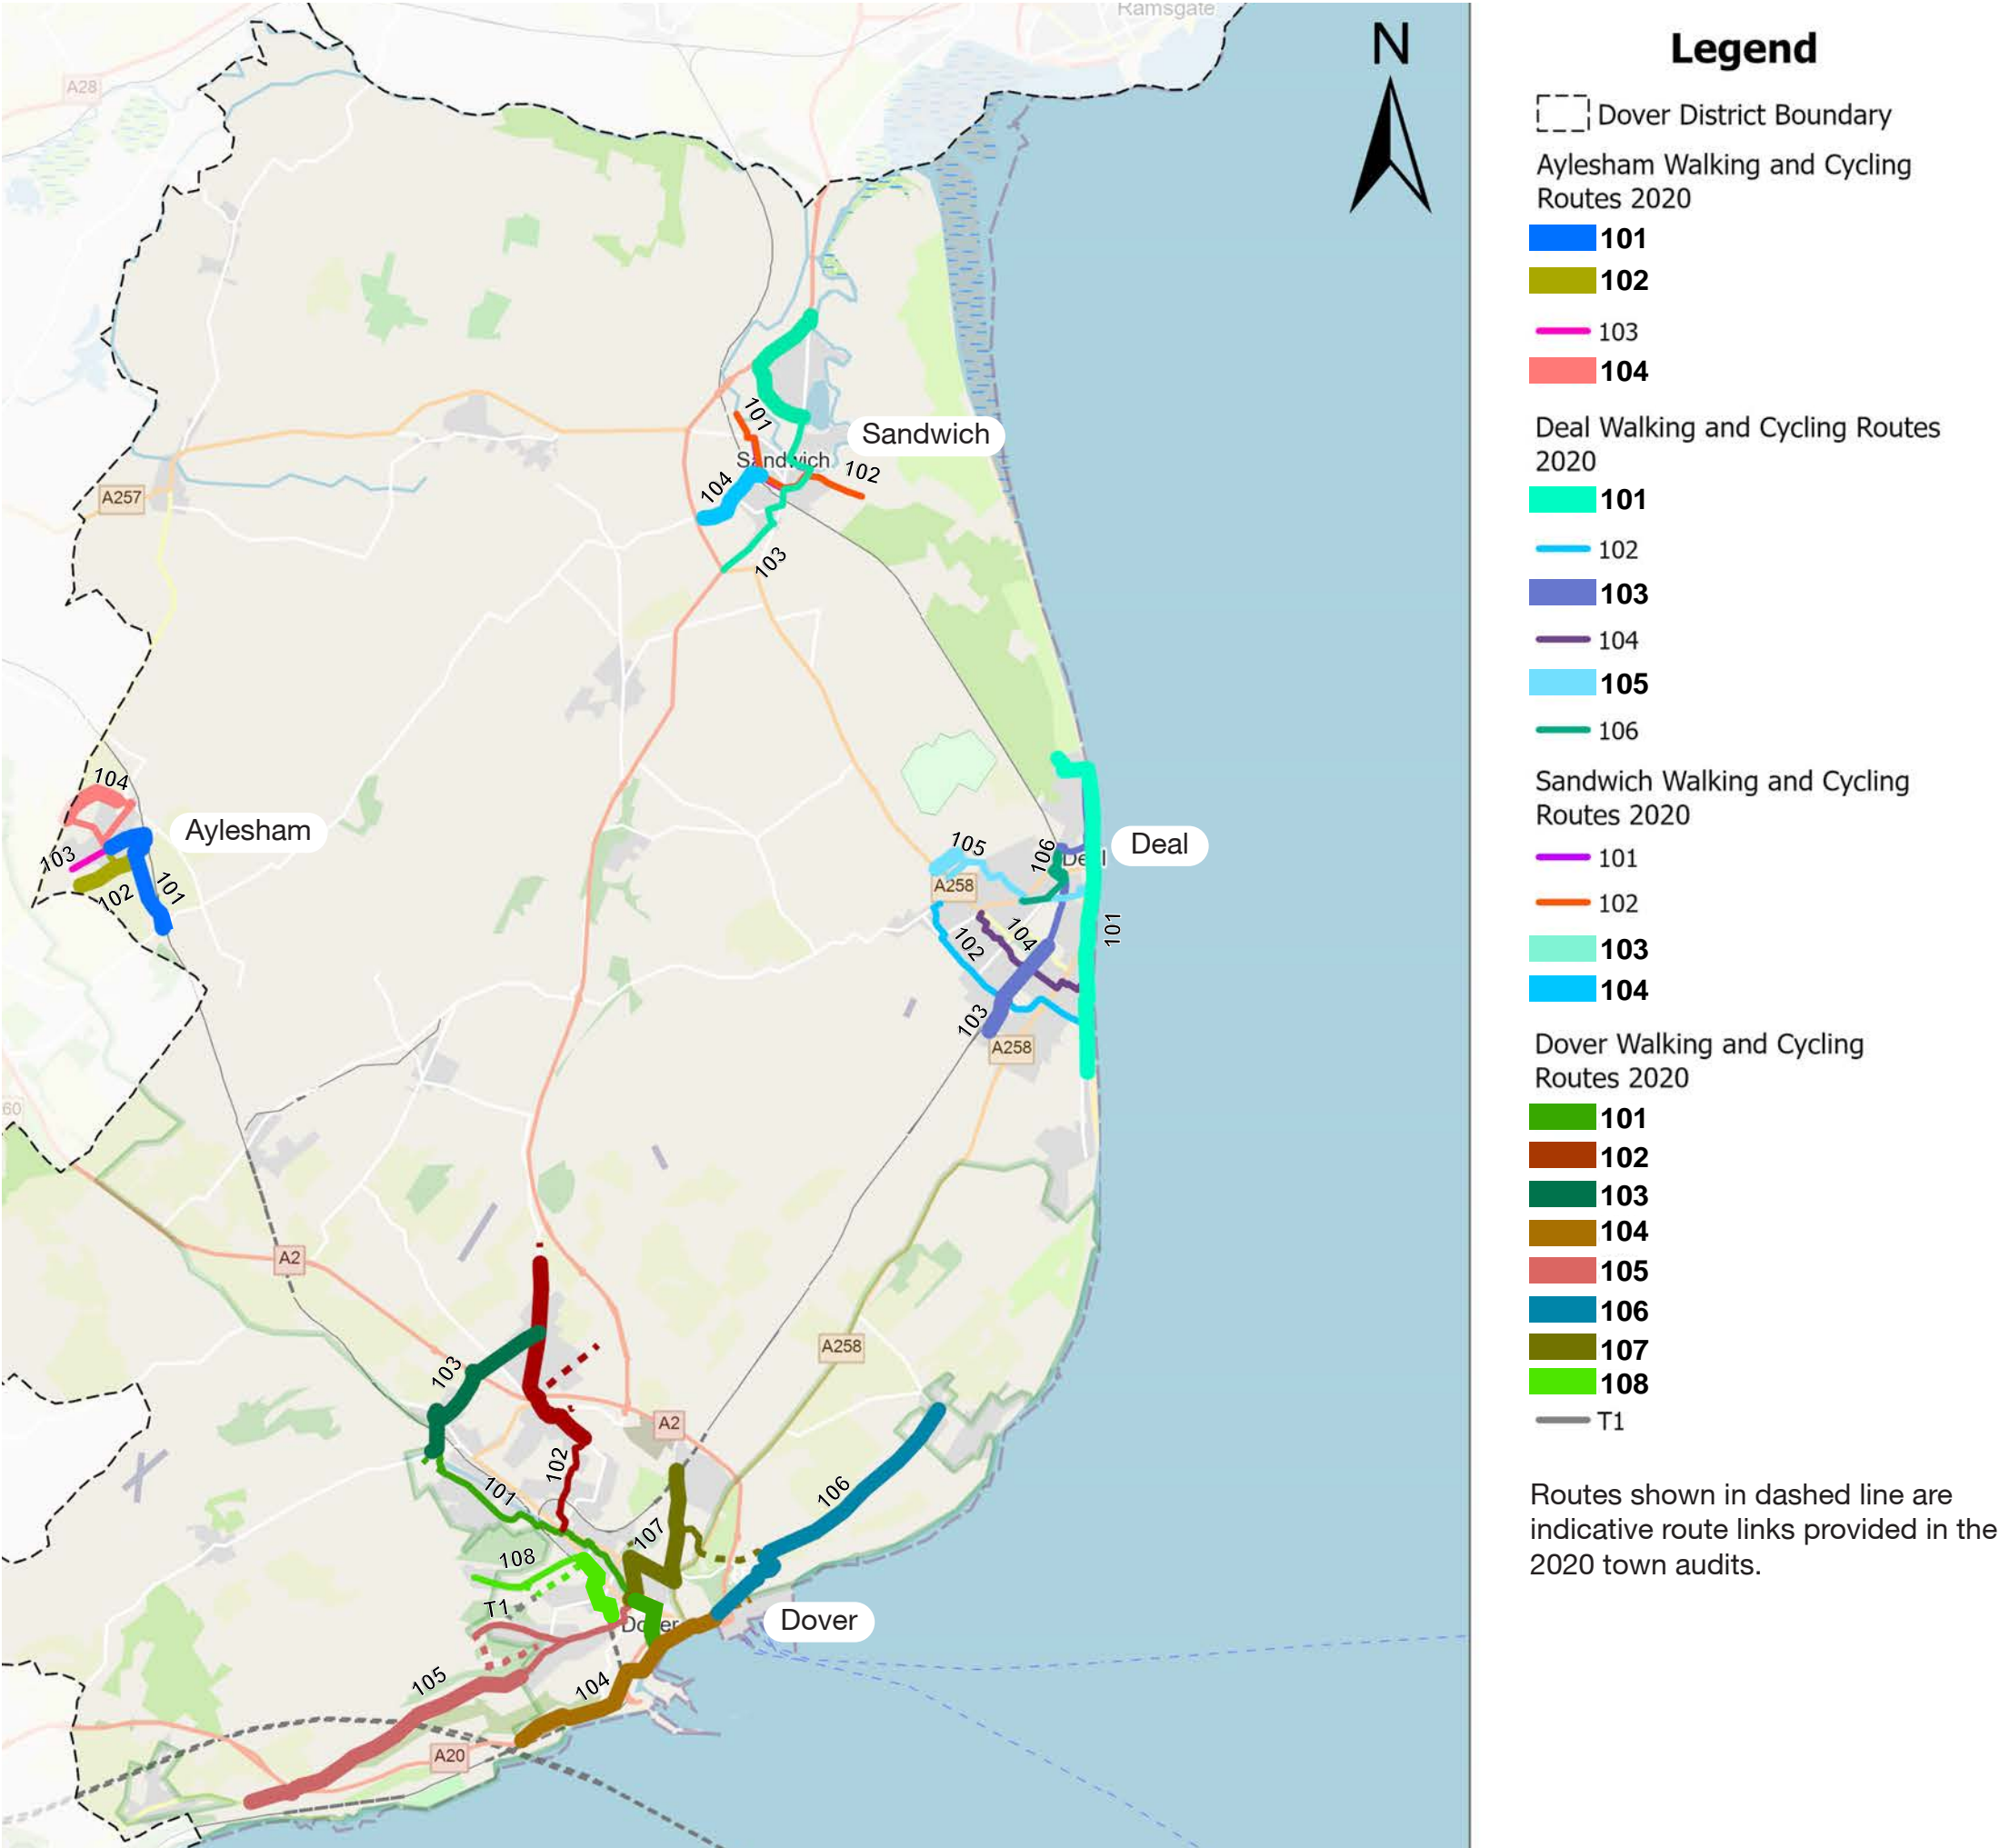 Ramsgate
A28
N
101
Sandwich
Sandwich
102
104
A257
103
104
Aylesham
103
102
101
105
106
Deal
Deal
A258
102
104
101
103
A258
60
A2
103
A258
A2
102
101
106
107
108
T1
Dover
Dover
105
104
A20
Legend
Dover District Boundary
Aylesham Walking and Cycling
Routes 2020
101
102
103
104
Deal Walking and Cycling Routes
2020
101
102
103
104
105
106
Sandwich Walking and Cycling
Routes 2020
101
102
103
104
Dover Walking and Cycling
Routes 2020
101
102
103
104
105
106
107
108
T1
Routes shown in dashed line are
indicative route links provided in the
2020 town audits.